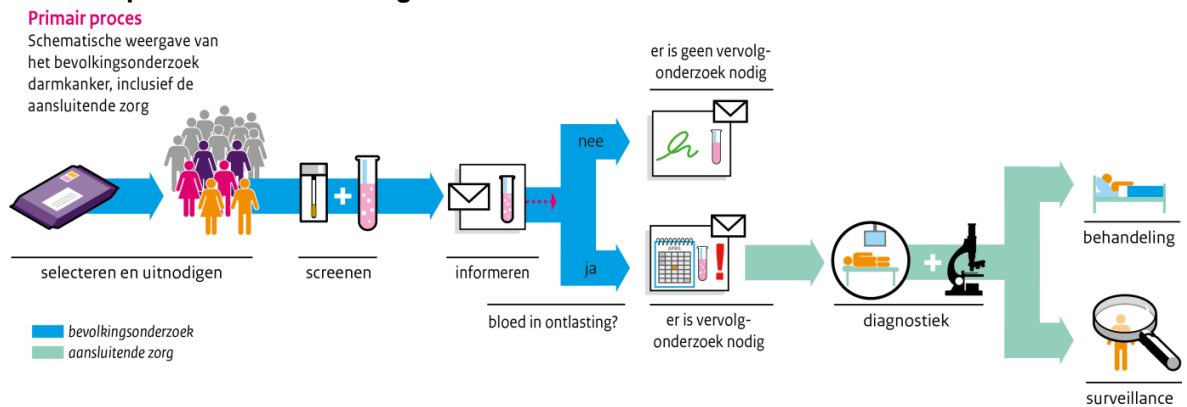 Primair proces
Schematische weergave van
het bevolkingsonderzoek
darmkanker, inclusief de
aansluitende zorg
selecteren en uitnodigen
screenen
informeren
bloed in ontlasting?
nee
ja
er is geen vervolg-
onderzoek nodig
APRIL
er is vervolg-
onderzoek nodig
diagnostiek
behandeling
surveillance
bevolkingsonderzoek
aansluitende zorg